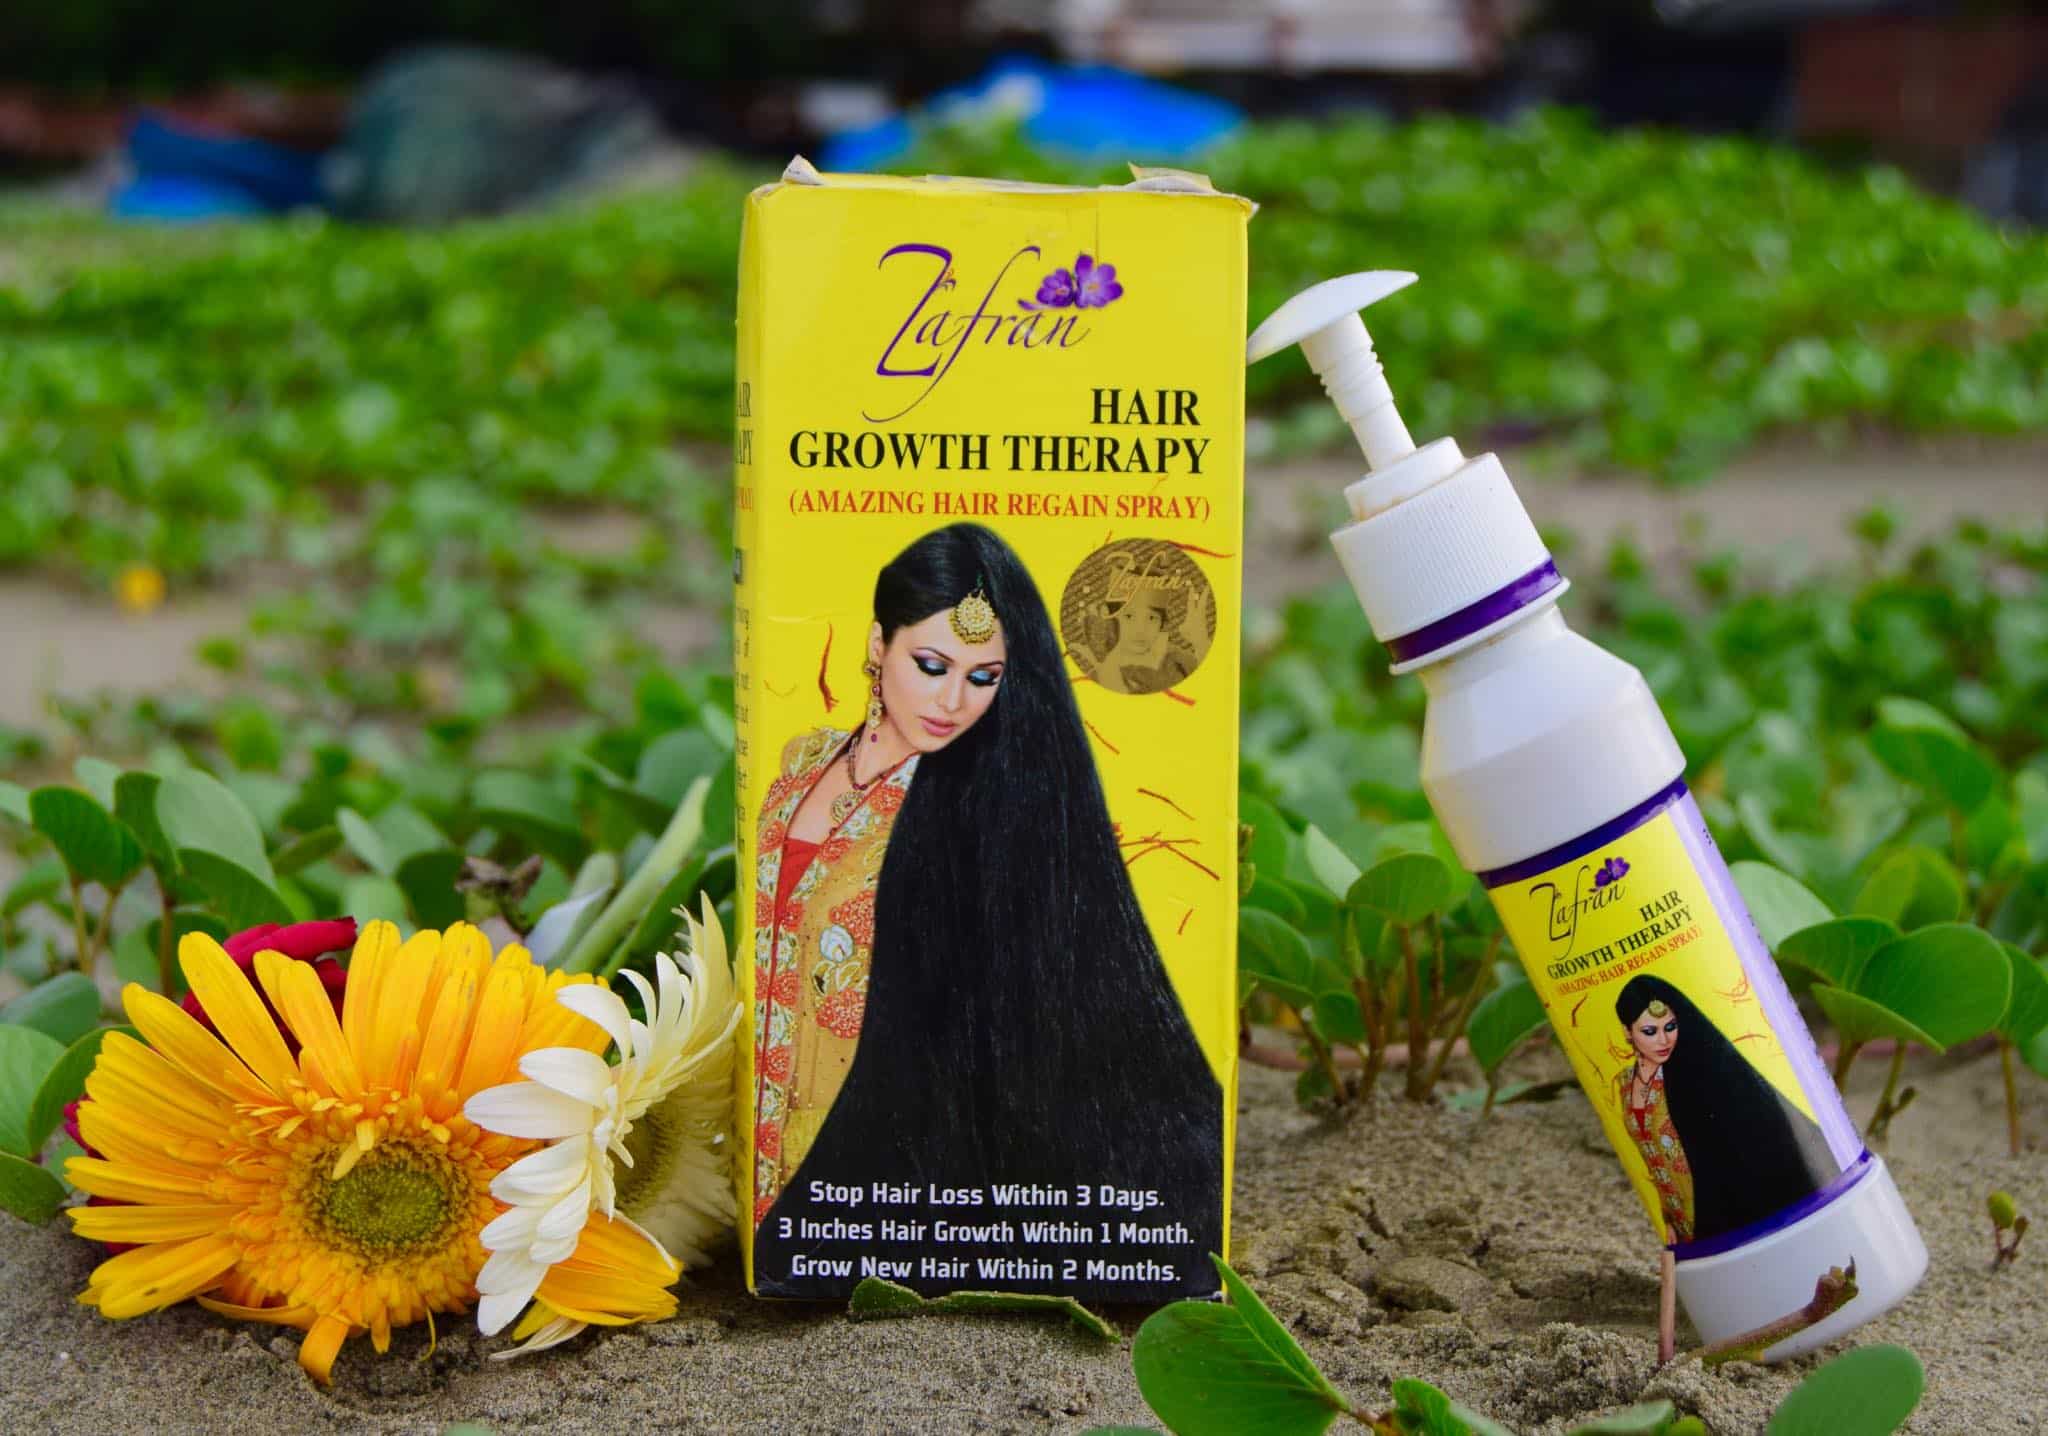 Zafran
HAIR
GROWTH THERAPY
(AMAZING HAIR REGAIN SPRAY)
Zafran
Stop Hair Loss Within 3 Days.
3 Inches Hair Growth Within 1 Month.
Grow New Hair Within 2 Months.
Zafran
HAIR
GROWTH THERAPY
(AMAZING HAIR REGAIN SPRAY)